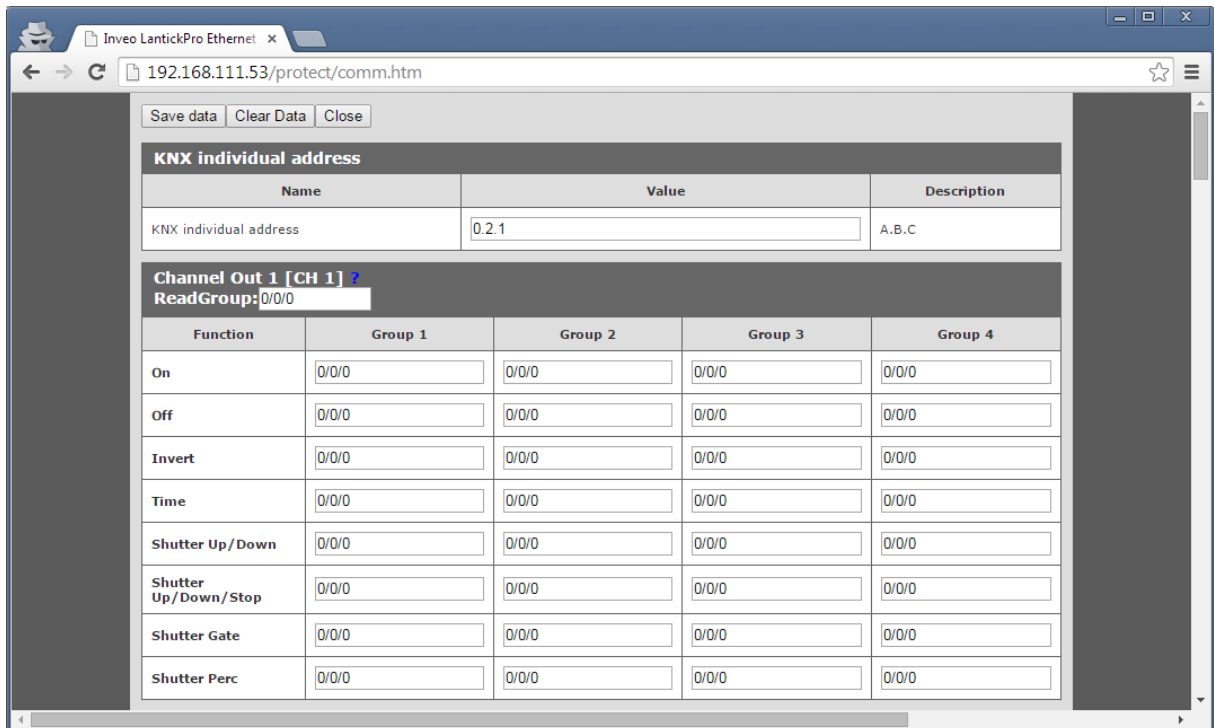 Inveo LantickPro Ethernet
192.168.111.53/protect/comm.htm
Save data Clear Data Close
KNX individual address
Name Value Description
KNX individual address 0.2.1 A.B.C
Channel Out 1 [CH 1] ?
ReadGroup: 0/0/0
Function Group 1 Group 2 Group 3 Group 4
On 0/0/0 0/0/0 0/0/0 0/0/0
Off 0/0/0 0/0/0 0/0/0 0/0/0
Invert 0/0/0 0/0/0 0/0/0 0/0/0
Time 0/0/0 0/0/0 0/0/0 0/0/0
Shutter Up/Down 0/0/0 0/0/0 0/0/0 0/0/0
Shutter
Up/Down/Stop 0/0/0 0/0/0 0/0/0 0/0/0
Shutter Gate 0/0/0 0/0/0 0/0/0 0/0/0
Shutter Perc 0/0/0 0/0/0 0/0/0 0/0/0